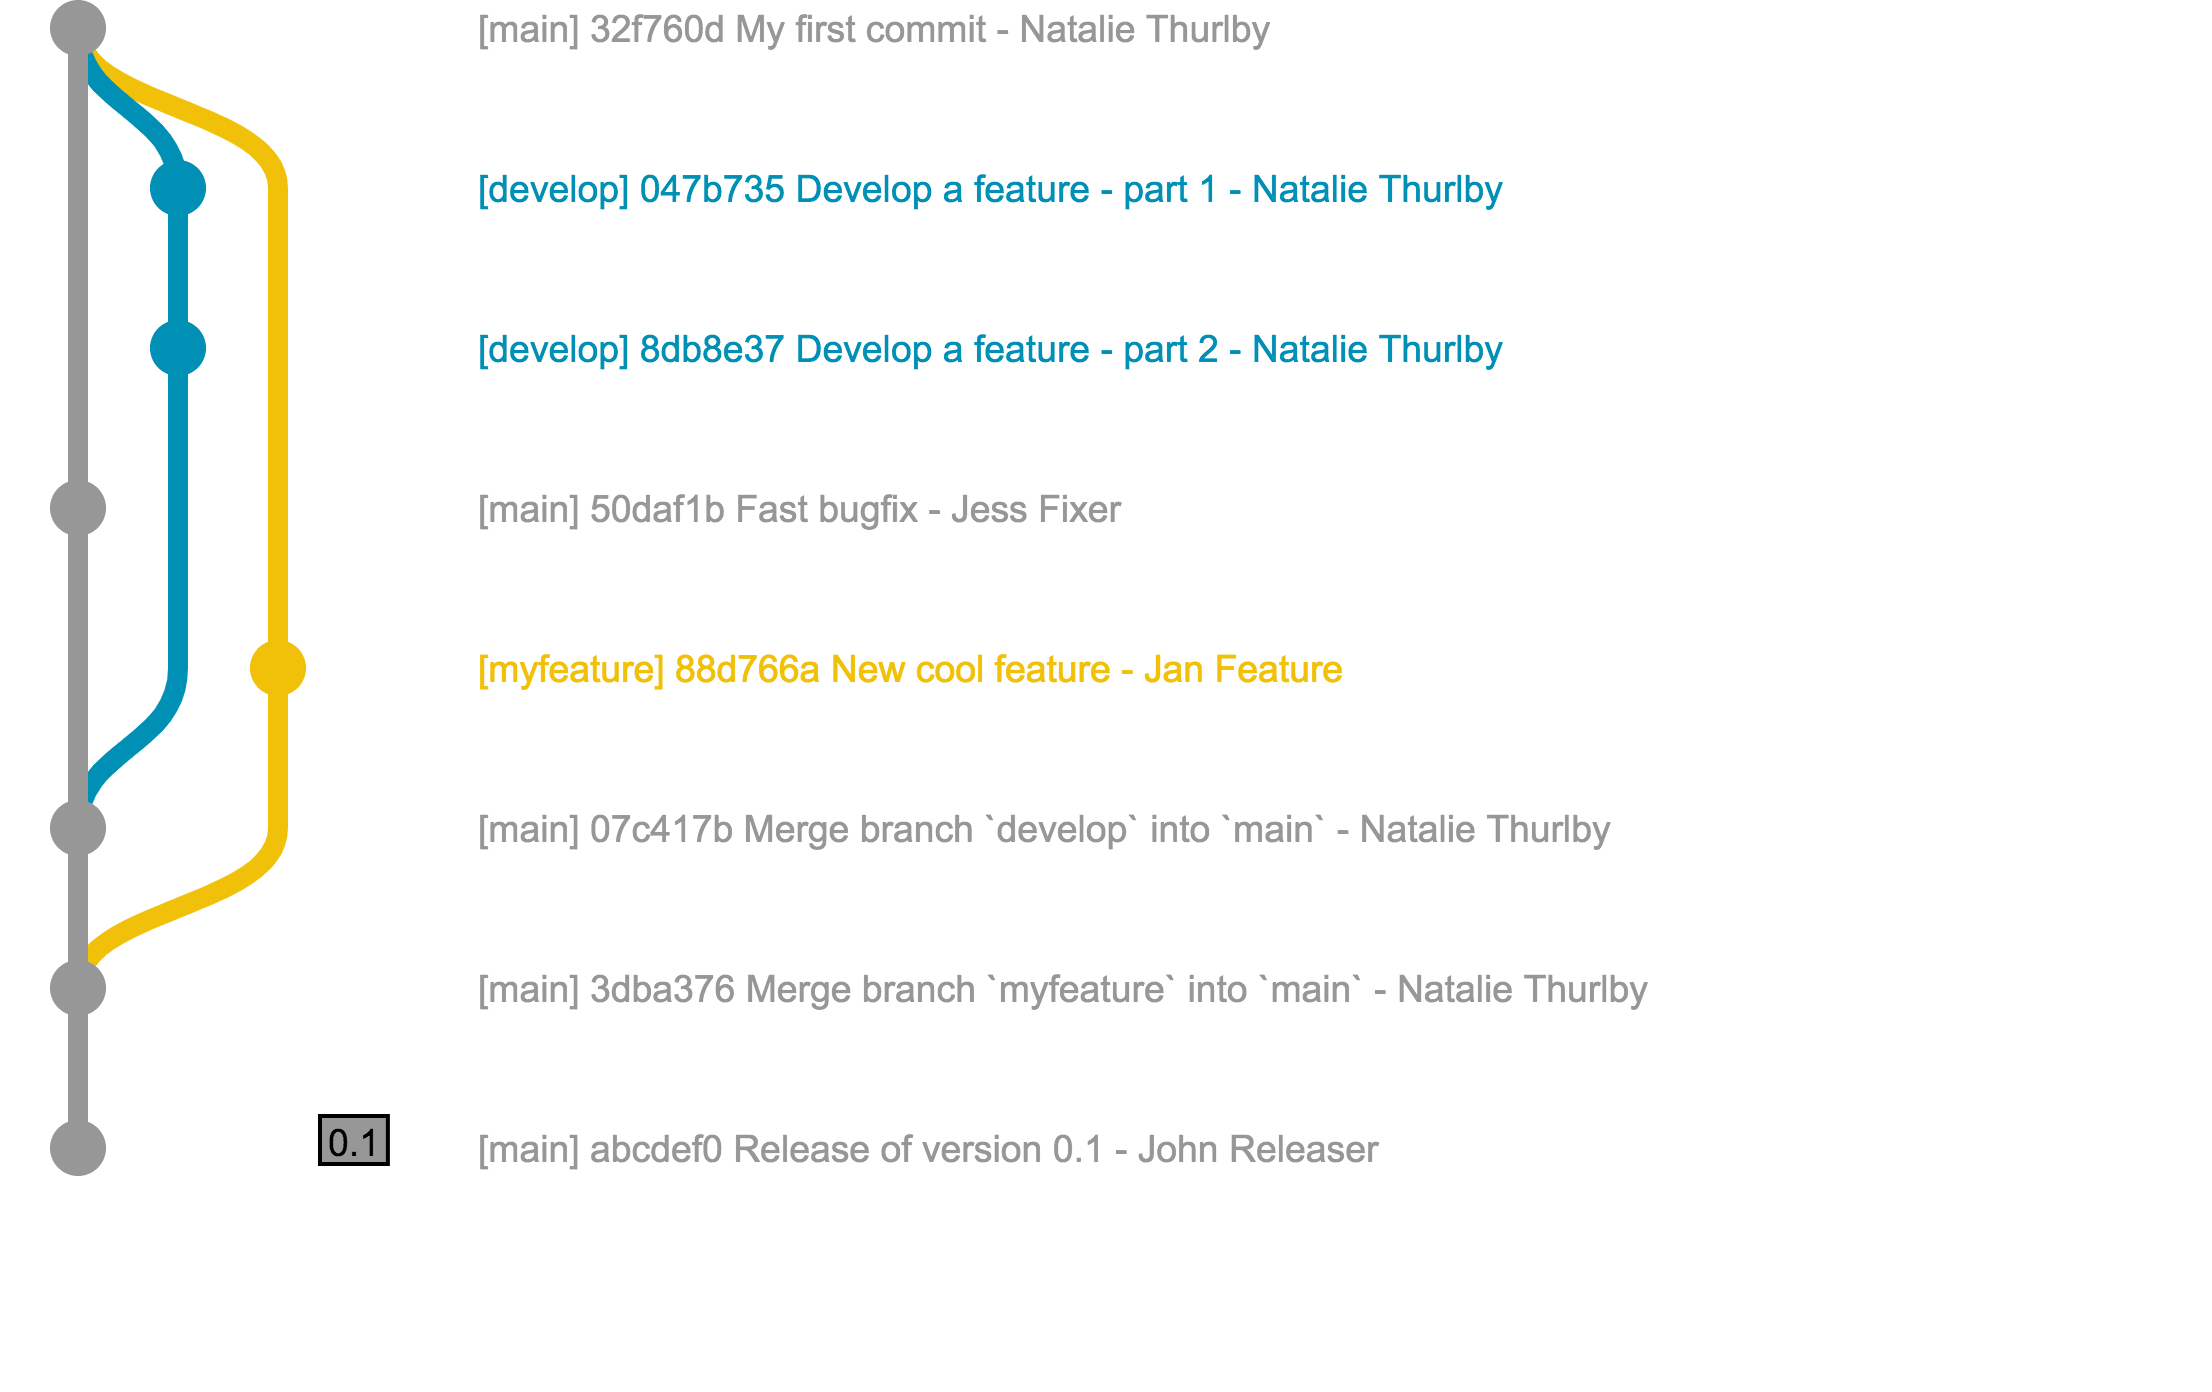 [main] 32f760d My first commit - Natalie Thurlby
[develop] 047b735 Develop a feature - part 1 - Natalie Thurlby
[develop] 8db8e37 Develop a feature - part 2 - Natalie Thurlby
[main] 50daf1b Fast bugfix - Jess Fixer
[myfeature] 88d766a New cool feature - Jan Feature
[main] 07c417b Merge branch `develop` into `main` - Natalie Thurlby
[main] 3dba376 Merge branch `myfeature` into `main` - Natalie Thurlby
0.1 [main] abcdef0 Release of version 0.1 - John Releaser